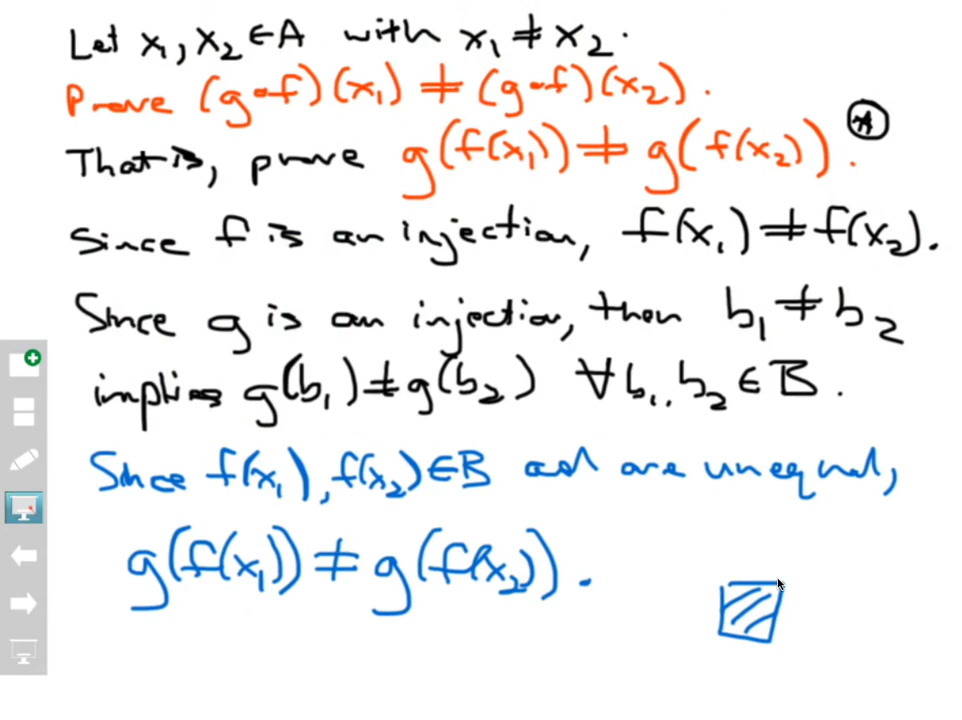 Let x₁, x₂ ∈ A with x₁ ≠ x₂.
Prove (g∘f)(x₁) ≠ (g∘f)(x₂).
That is, prove g(f(x₁)) ≠ g(f(x₂)). ⊛
Since f is an injection, f(x₁) ≠ f(x₂).
Since g is an injection, then b₁ ≠ b₂
implies g(b₁) ≠ g(b₂) ∀ b₁, b₂ ∈ B.
Since f(x₁), f(x₂) ∈ B and are unequal,
g(f(x₁)) ≠ g(f(x₂)).